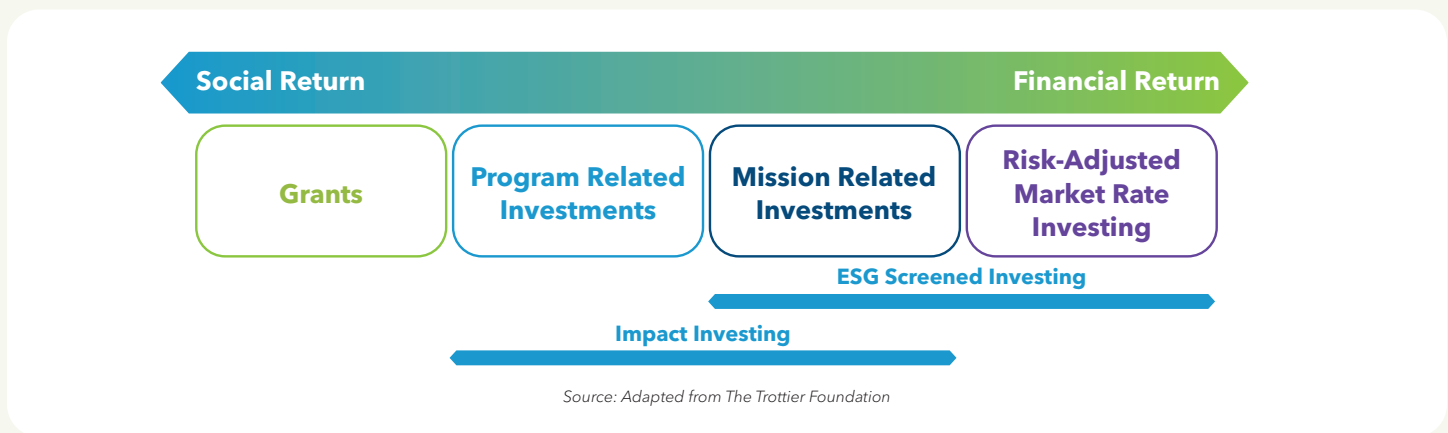 Social Return
Financial Return
Grants
Program Related
Investments
Mission Related
Investments
Risk-Adjusted
Market Rate
Investing
ESG Screened Investing
Impact Investing
Source: Adapted from The Trottier Foundation